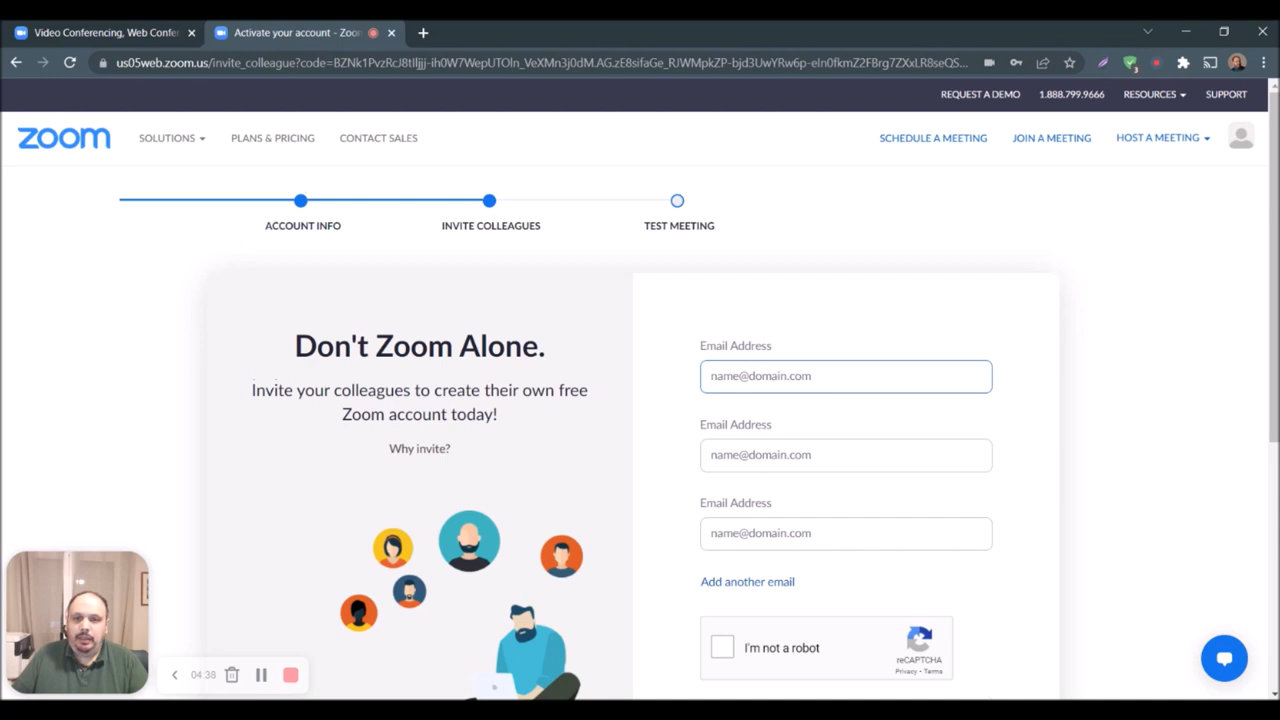 Video Conferencing, Web Confer
Activate your account - Zoom
us05web.zoom.us/invite_colleague?code=BZNk1PvzRcJ8tIljjj-ih0W7WepUTOln_VeXMn3j0dM.AG.zE8sifaGe_RJWMpkZP-bjd3UwYRw6p-eln0fkmZ2FBrg7ZXxLR8seQS...
3
REQUEST A DEMO 1.888.799.9666 RESOURCES SUPPORT
zoom SOLUTIONS PLANS & PRICING CONTACT SALES SCHEDULE A MEETING JOIN A MEETING HOST A MEETING
ACCOUNT INFO INVITE COLLEAGUES TEST MEETING
Don't Zoom Alone.
Invite your colleagues to create their own free
Zoom account today!
Why invite?
Email Address
name@domain.com
Email Address
name@domain.com
Email Address
name@domain.com
Add another email
I'm not a robot
reCAPTCHA
Privacy - Terms
04:38